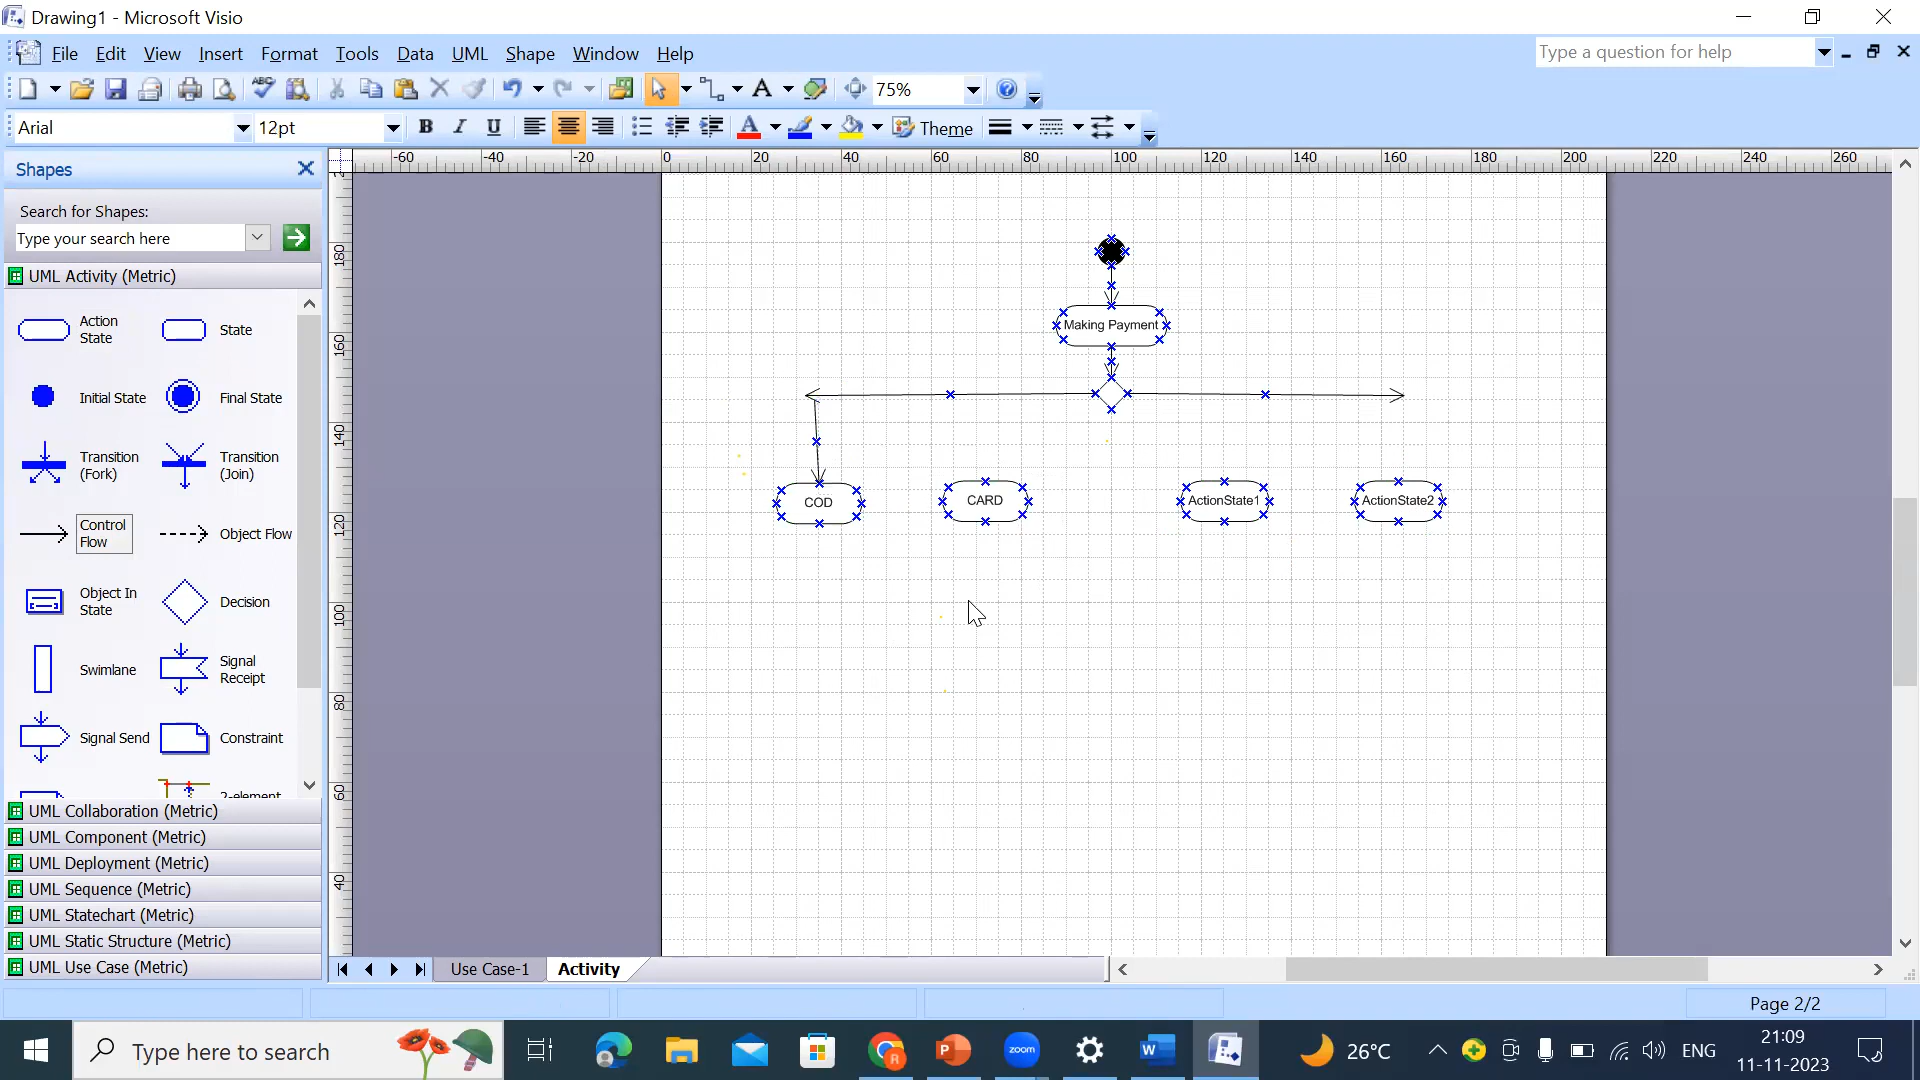 Drawing1 - Microsoft Visio
File Edit View Insert Format Tools Data UML Shape Window Help
Type a question for help
75%
Arial 12pt B I U A Theme
Shapes
Search for Shapes:
Type your search here
UML Activity (Metric)
Action State
State
Initial State
Final State
Transition (Fork)
Transition (Join)
Control Flow
Object Flow
Object In State
Decision
Swimlane
Signal Receipt
Signal Send
Constraint
2-element
UML Collaboration (Metric)
UML Component (Metric)
UML Deployment (Metric)
UML Sequence (Metric)
UML Statechart (Metric)
UML Static Structure (Metric)
UML Use Case (Metric)
-60 -40 -20 0 20 40 60 80 100 120 140 160 180 200 220 240 260
180
160
140
120
100
80
60
40
Making Payment
COD
CARD
ActionState1
ActionState2
Use Case-1
Activity
Page 2/2
Type here to search
zoom
26°C
ENG
21:09
11-11-2023